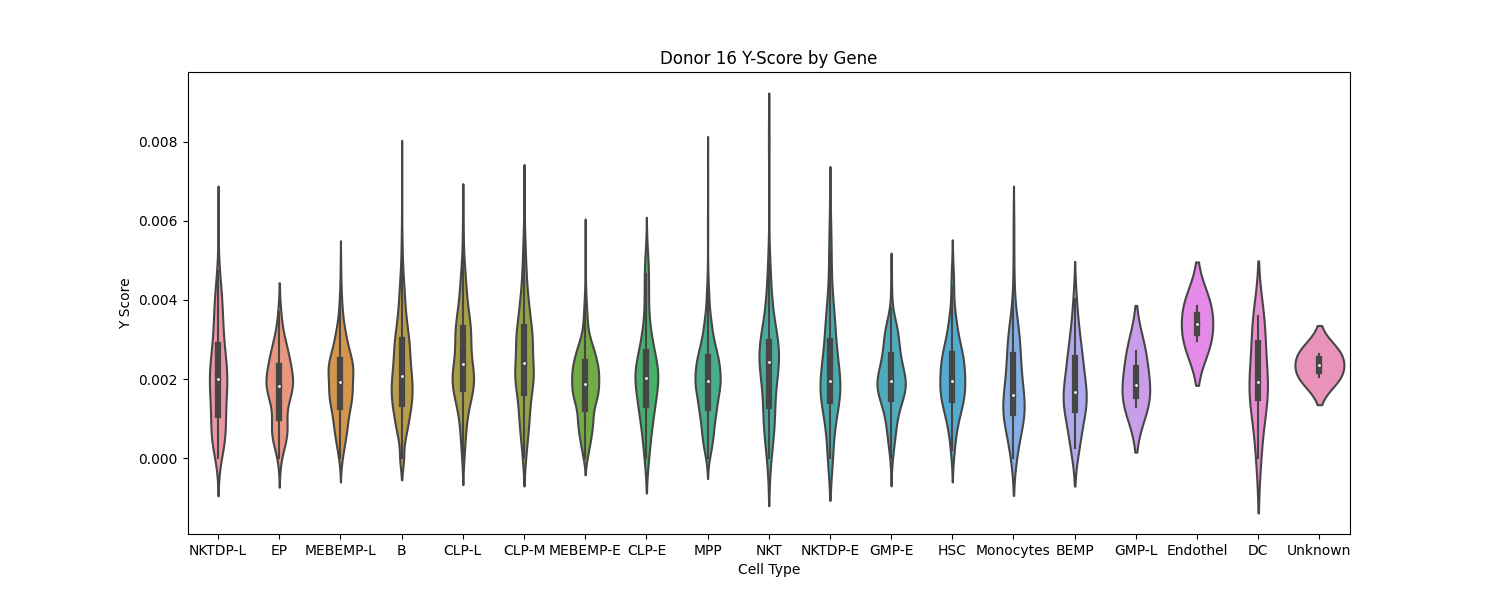 Donor 16 Y-Score by Gene
0.008
0.006
0.004
0.002
0.000
Y Score
NKTDP-L EP MEBEMP-L B CLP-L CLP-M MEBEMP-E CLP-E MPP NKT NKTDP-E GMP-E HSC Monocytes BEMP GMP-L Endothel DC Unknown
Cell Type